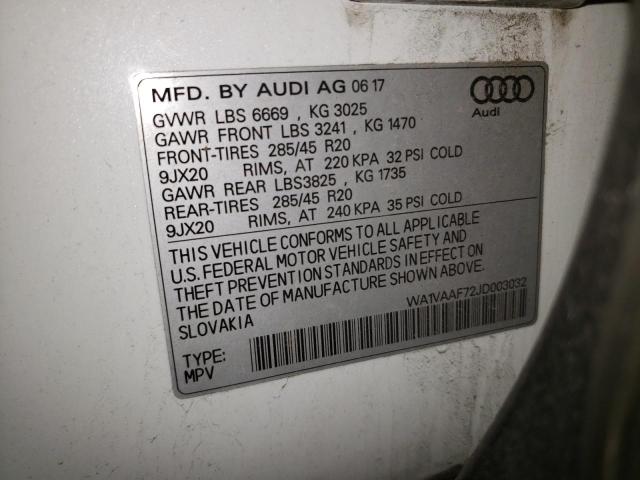 MFD. BY AUDI AG 06 17
Audi
GVWR LBS 6669 , KG 3025
GAWR FRONT LBS 3241 , KG 1470
FRONT-TIRES 285/45 R20
9JX20 RIMS, AT 220 KPA 32 PSI COLD
GAWR REAR LBS3825 , KG 1735
REAR-TIRES 285/45 R20
9JX20 RIMS, AT 240 KPA 35 PSI COLD
THIS VEHICLE CONFORMS TO ALL APPLICABLE
U.S. FEDERAL MOTOR VEHICLE SAFETY AND
THEFT PREVENTION STANDARDS IN EFFECT ON
THE DATE OF MANUFACTURE SHOWN ABOVE.
SLOVAKIA
WA1VAAF72JD003032
TYPE:
MPV